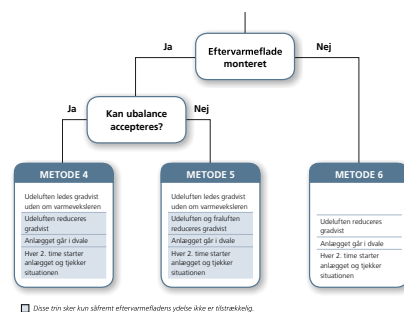 Eftervarmeflade
monteret
Ja
Nej
Kan ubalance
accepteres?
Ja
Nej
METODE 4
Udeluften ledes gradvist
uden om varmeveksleren
Udeluften reduceres
gradvist
Anlægget går i dvale
Hver 2. time starter
anlægget og tjekker
situationen
METODE 5
Udeluften ledes gradvist
uden om varmeveksleren
Udeluften og fraluften
reduceres gradvist
Anlægget går i dvale
Hver 2. time starter
anlægget og tjekker
situationen
METODE 6
Udeluften reduceres
gradvist
Anlægget går i dvale
Hver 2. time starter
anlægget og tjekker
situationen
Disse trin sker kun såfremt eftervarmefladens ydelse ikke er tilstrækkelig.